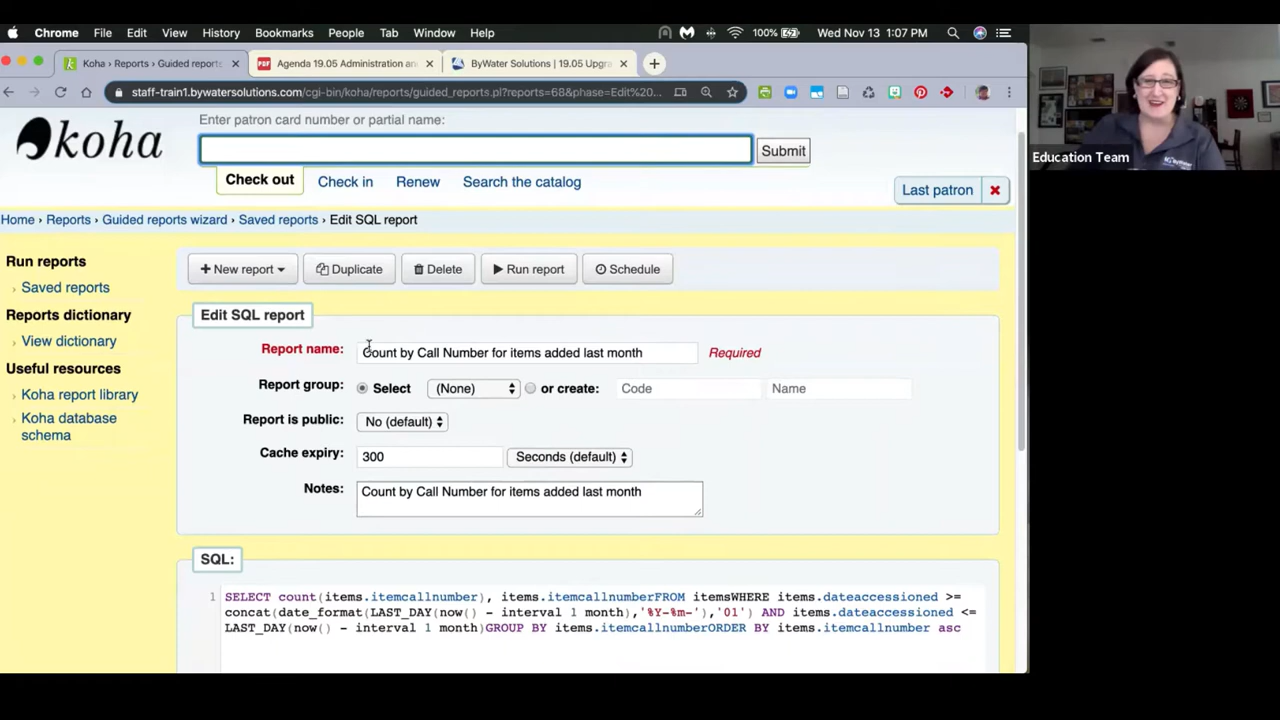 Chrome File Edit View History Bookmarks People Tab Window Help 100% Wed Nov 13 1:07 PM
Koha › Reports › Guided reports × Agenda 19.05 Administration an × ByWater Solutions | 19.05 Upgra × +
staff-train1.bywatersolutions.com/cgi-bin/koha/reports/guided_reports.pl?reports=68&phase=Edit%20...
Enter patron card number or partial name:
koha
Submit
Check out Check in Renew Search the catalog
Last patron ×
Home › Reports › Guided reports wizard › Saved reports › Edit SQL report
Run reports
› Saved reports
Reports dictionary
› View dictionary
Useful resources
› Koha report library
› Koha database
schema
+ New report Duplicate Delete Run report Schedule
Edit SQL report
Report name: Count by Call Number for items added last month Required
Report group: Select (None) or create: Code Name
Report is public: No (default)
Cache expiry: 300 Seconds (default)
Notes: Count by Call Number for items added last month
SQL:
1 SELECT count(items.itemcallnumber), items.itemcallnumberFROM itemsWHERE items.dateaccessioned >=
concat(date_format(LAST_DAY(now() - interval 1 month),'%Y-%m-'),'01') AND items.dateaccessioned <=
LAST_DAY(now() - interval 1 month)GROUP BY items.itemcallnumberORDER BY items.itemcallnumber asc
Education Team
ByWater